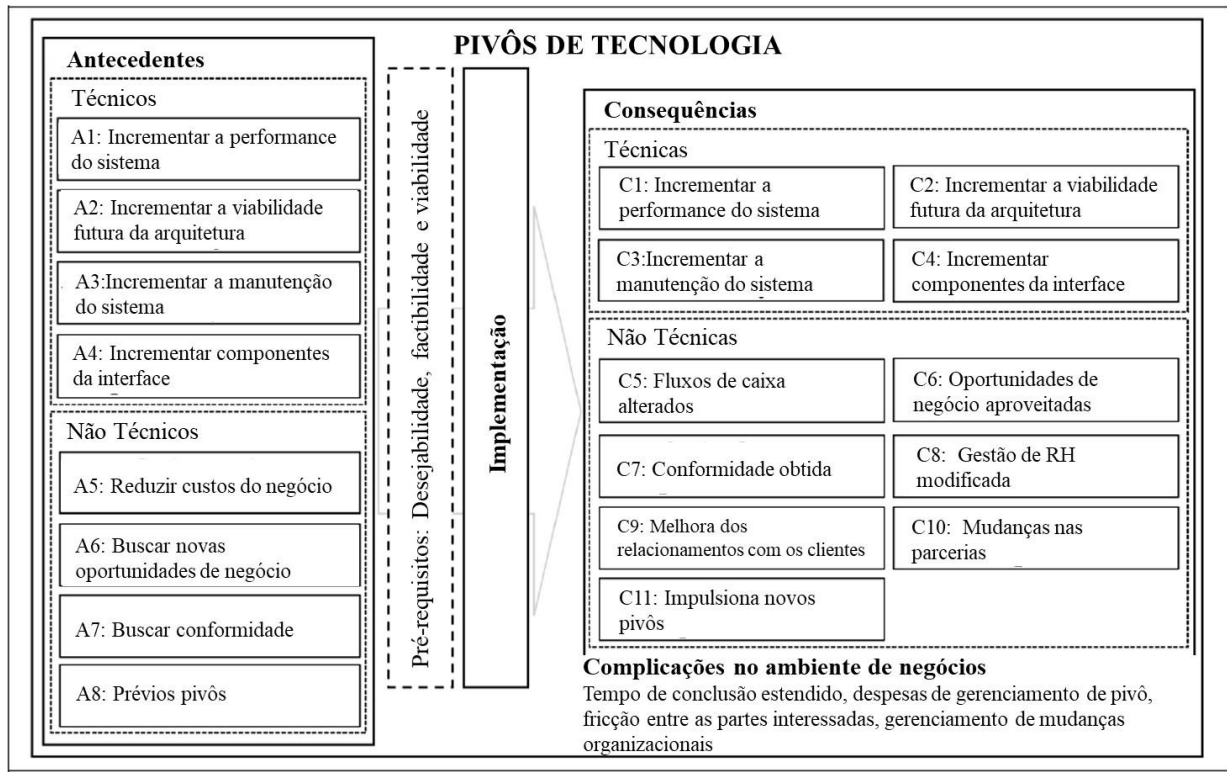 PIVÔS DE TECNOLOGIA
Antecedentes
Técnicos
A1: Incrementar a performance
do sistema
A2: Incrementar a viabilidade
futura da arquitetura
A3:Incrementar a manutenção
do sistema
A4: Incrementar componentes
da interface
Não Técnicos
A5: Reduzir custos do negócio
A6: Buscar novas
oportunidades de negócio
A7: Buscar conformidade
A8: Prévios pivôs
Pré-requisitos: Desejabilidade, factibilidade e viabilidade
Implementação
Consequências
Técnicas
C1: Incrementar a
performance do sistema
C2: Incrementar a viabilidade
futura da arquitetura
C3:Incrementar a
manutenção do sistema
C4: Incrementar
componentes da interface
Não Técnicas
C5: Fluxos de caixa
alterados
C6: Oportunidades de
negócio aproveitadas
C7: Conformidade obtida
C8: Gestão de RH
modificada
C9: Melhora dos
relacionamentos com os clientes
C10: Mudanças nas
parcerias
C11: Impulsiona novos
pivôs
Complicações no ambiente de negócios
Tempo de conclusão estendido, despesas de gerenciamento de pivô,
fricção entre as partes interessadas, gerenciamento de mudanças
organizacionais